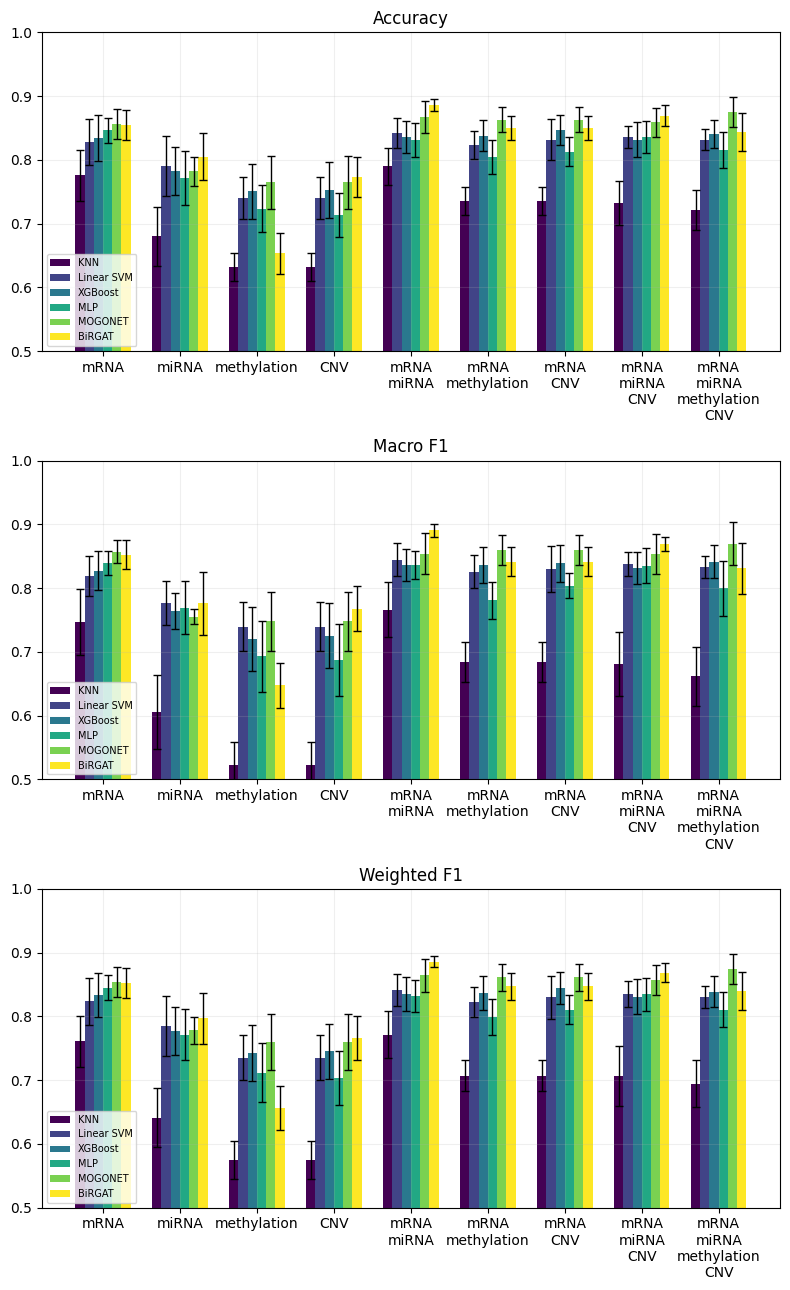 Accuracy
1.0
0.9
0.8
0.7
0.6
0.5
KNN
Linear SVM
XGBoost
MLP
MOGONET
BiRGAT
mRNA
miRNA
methylation
CNV
mRNA
miRNA
mRNA
methylation
mRNA
CNV
mRNA
miRNA
CNV
mRNA
miRNA
methylation
CNV
Macro F1
1.0
0.9
0.8
0.7
0.6
0.5
KNN
Linear SVM
XGBoost
MLP
MOGONET
BiRGAT
mRNA
miRNA
methylation
CNV
mRNA
miRNA
mRNA
methylation
mRNA
CNV
mRNA
miRNA
CNV
mRNA
miRNA
methylation
CNV
Weighted F1
1.0
0.9
0.8
0.7
0.6
0.5
KNN
Linear SVM
XGBoost
MLP
MOGONET
BiRGAT
mRNA
miRNA
methylation
CNV
mRNA
miRNA
mRNA
methylation
mRNA
CNV
mRNA
miRNA
CNV
mRNA
miRNA
methylation
CNV